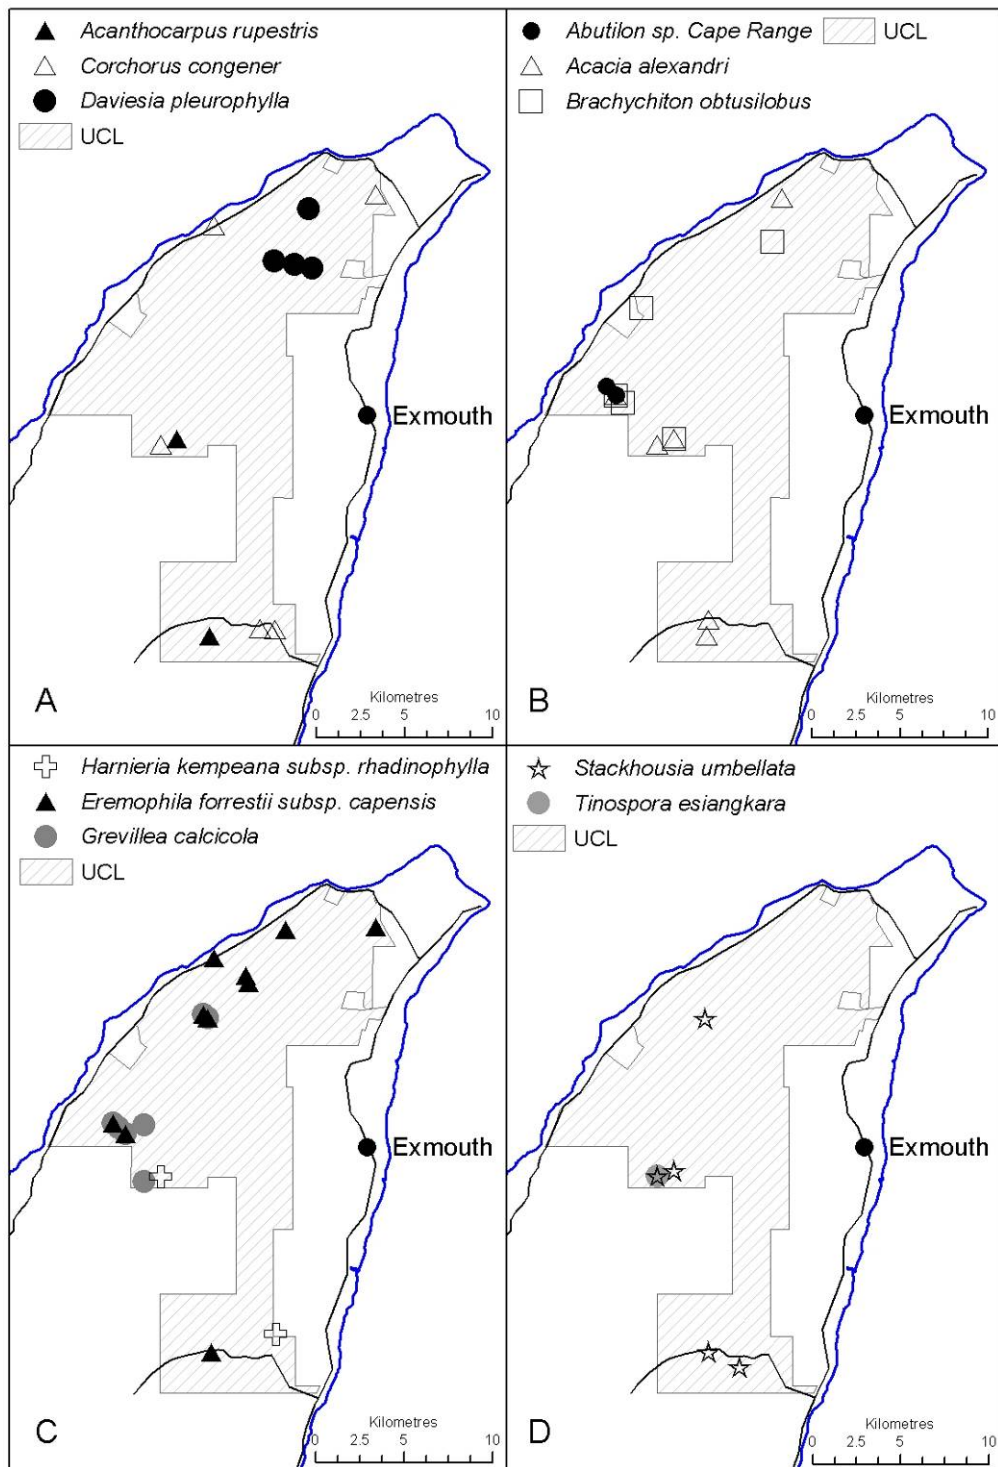 Acanthocarpus rupestris
Corchorus congener
Daviesia pleurophylla
UCL
Exmouth
A
Kilometres
0 2.5 5 10
Abutilon sp. Cape Range UCL
Acacia alexandri
Brachychiton obtusilobus
Exmouth
B
Kilometres
0 2.5 5 10
Harnieria kempeana subsp. rhadinophylla
Eremophila forrestii subsp. capensis
Grevillea calcicola
UCL
Exmouth
C
Kilometres
0 2.5 5 10
Stackhousia umbellata
Tinospora esiangkara
UCL
Exmouth
D
Kilometres
0 2.5 5 10